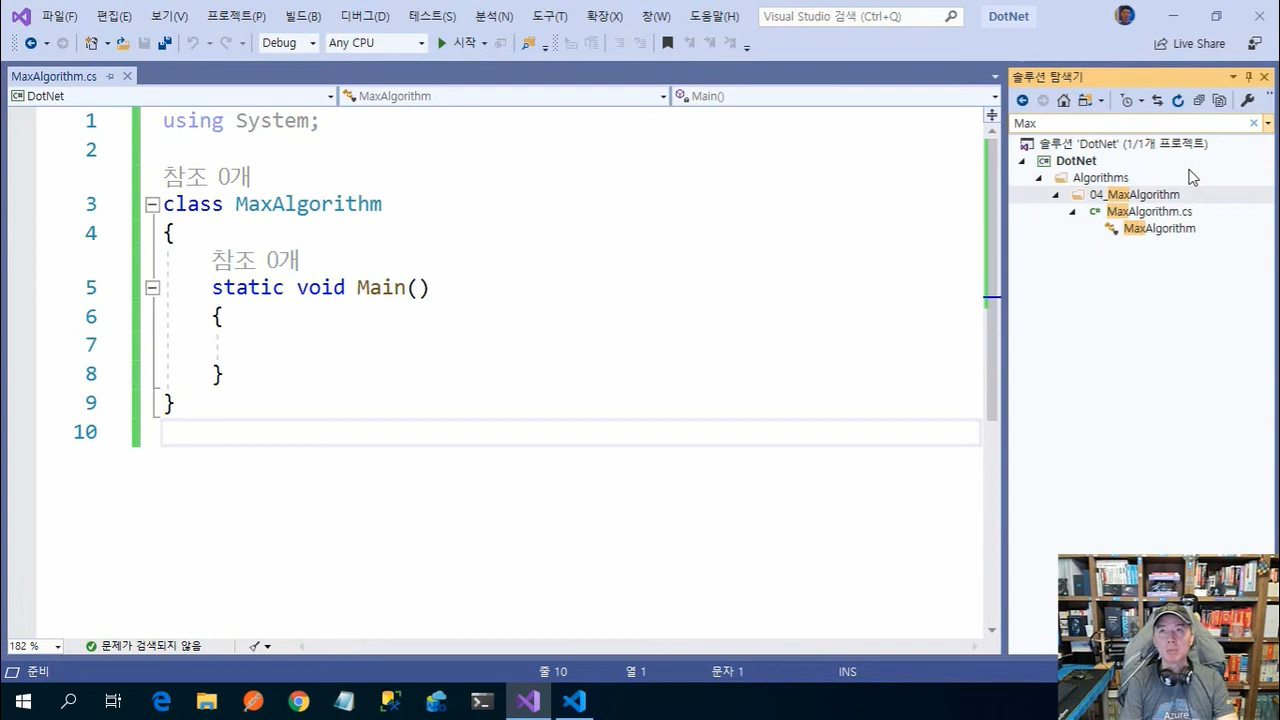 파일(F) 편집(E) 보기(V) 프로젝트(P) 빌드(B) 디버그(D) 테스트(S) 분석(N) 도구(T) 확장(X) 창(W) 도움말(H) Visual Studio 검색 (Ctrl+Q) DotNet
Debug Any CPU 시작 Live Share
MaxAlgorithm.cs
DotNet MaxAlgorithm Main()
1 using System;
2
참조 0개
3 class MaxAlgorithm
4 {
참조 0개
5 static void Main()
6 {
7
8 }
9 }
10
182 % 문제가 검색되지 않음
솔루션 탐색기
Max
솔루션 'DotNet' (1/1개 프로젝트)
DotNet
Algorithms
04_MaxAlgorithm
MaxAlgorithm.cs
MaxAlgorithm
준비 줄 10 열 1 문자 1 INS
Azure